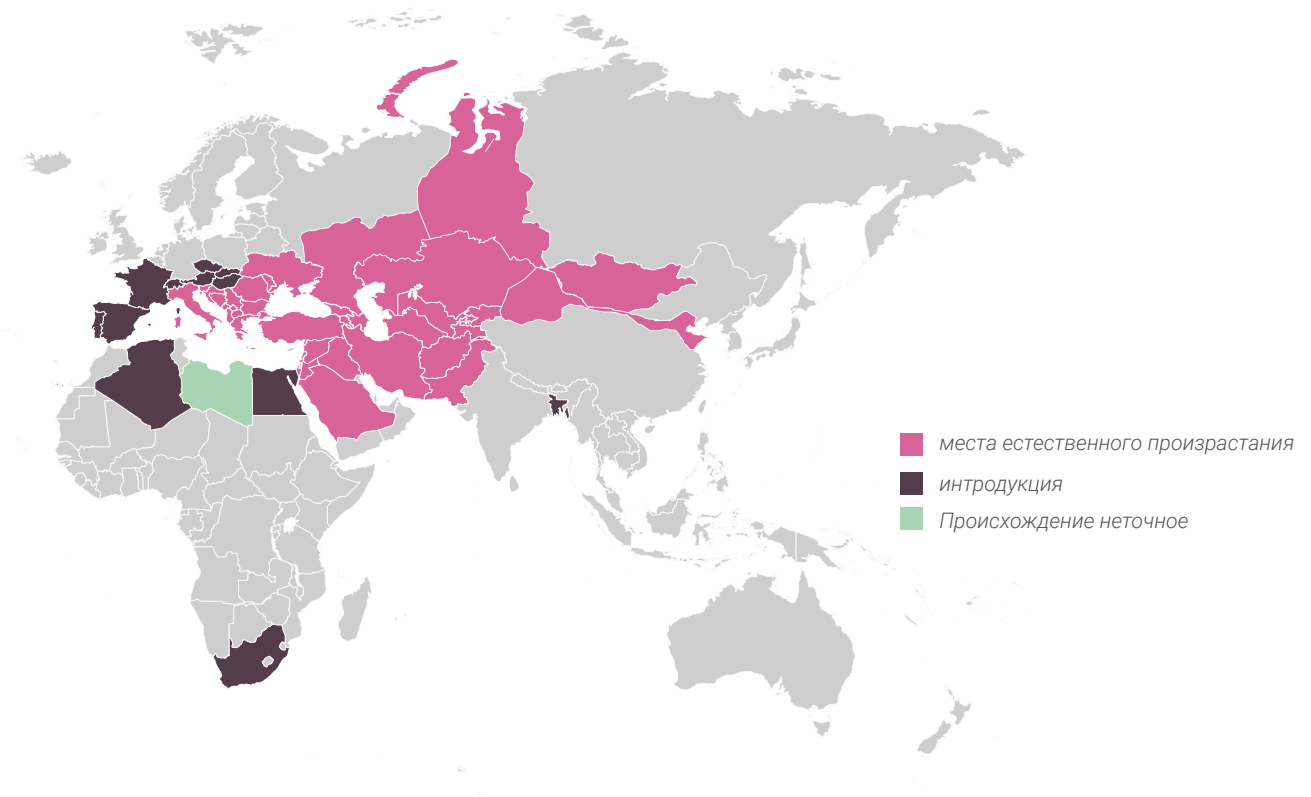 места естественного произрастания
интродукция
Происхождение неточное